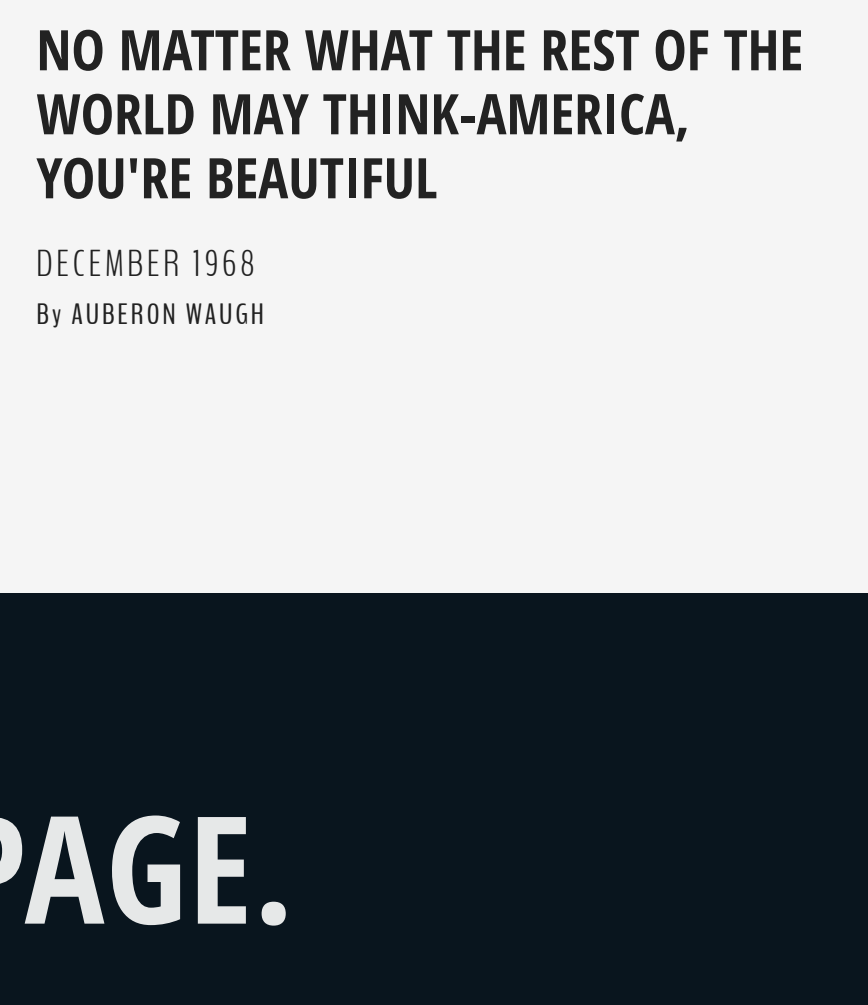 NO MATTER WHAT THE REST OF THE
WORLD MAY THINK-AMERICA,
YOU'RE BEAUTIFUL
DECEMBER 1968
By AUBERON WAUGH
PAGE.